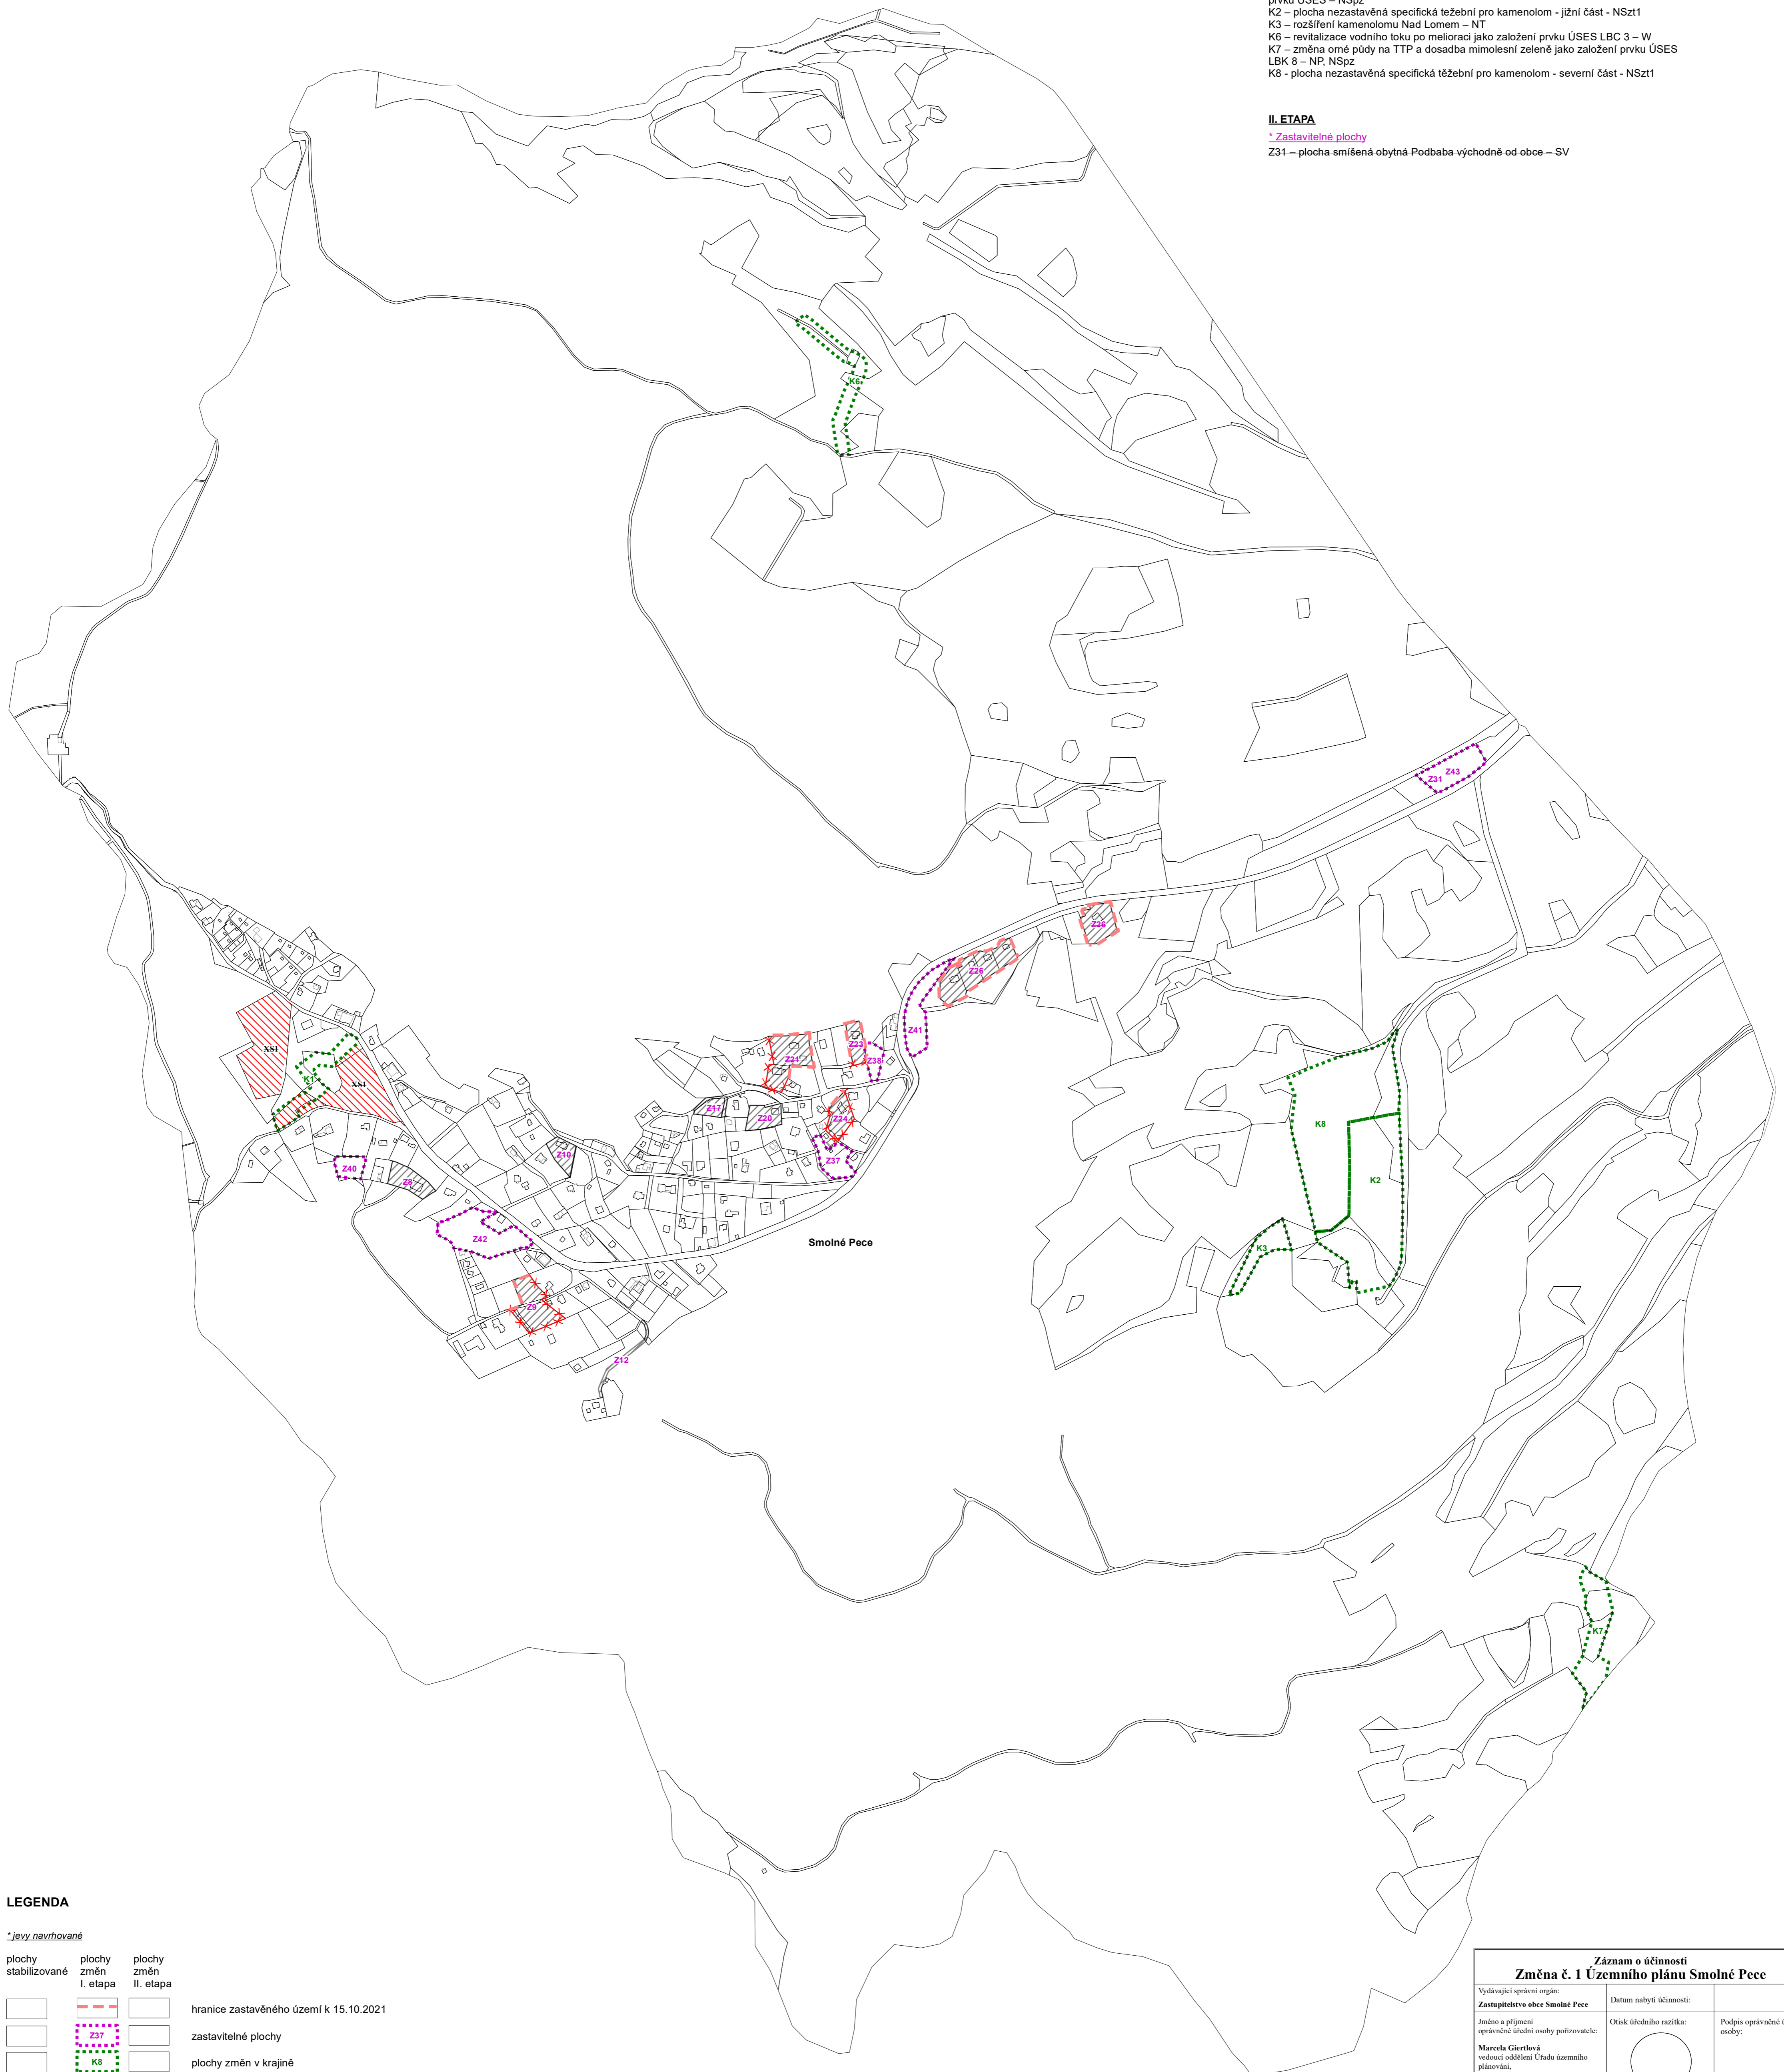 prvku ÚSES – NSpz
K2 – plocha nezastavěná specifická težební pro kamenolom - jižní část - NSzt1
K3 – rozšíření kamenolomu Nad Lomem – NT
K6 – revitalizace vodního toku po melioraci jako založení prvku ÚSES LBC 3 – W
K7 – změna orné půdy na TTP a dosadba mimolesní zeleně jako založení prvku ÚSES
LBK 8 – NP, NSpz
K8 - plocha nezastavěná specifická těžební pro kamenolom - severní část - NSzt1
II. ETAPA
* Zastavitelné plochy
Z31 – plocha smíšená obytná Podbaba východně od obce – SV
K6
Z43
Z31
Z26
Z26
Z41
Z23
Z38
Z21
XS1
K1
XS1
Z17
Z20
Z24
K8
Z10
Z37
Z40
Z8
K2
Z42
Smolné Pece
K3
Z9
Z12
K7
LEGENDA
* jevy navrhované
plochy
stabilizované
plochy
změn
I. etapa
plochy
změn
II. etapa
hranice zastavěného území k 15.10.2021
Z37
zastavitelné plochy
K8
plochy změn v krajině
Záznam o účinnosti
Změna č. 1 Územního plánu Smolné Pece
Vydávající správní orgán:
Zastupitelstvo obce Smolné Pece
Datum nabytí účinnosti:
Jméno a příjmení
oprávněné úřední osoby pořizovatele:
Marcela Giertlová
vedoucí oddělení Úřadu územního
plánování,
Otisk úředního razítka:
Podpis oprávněné ú
osoby: